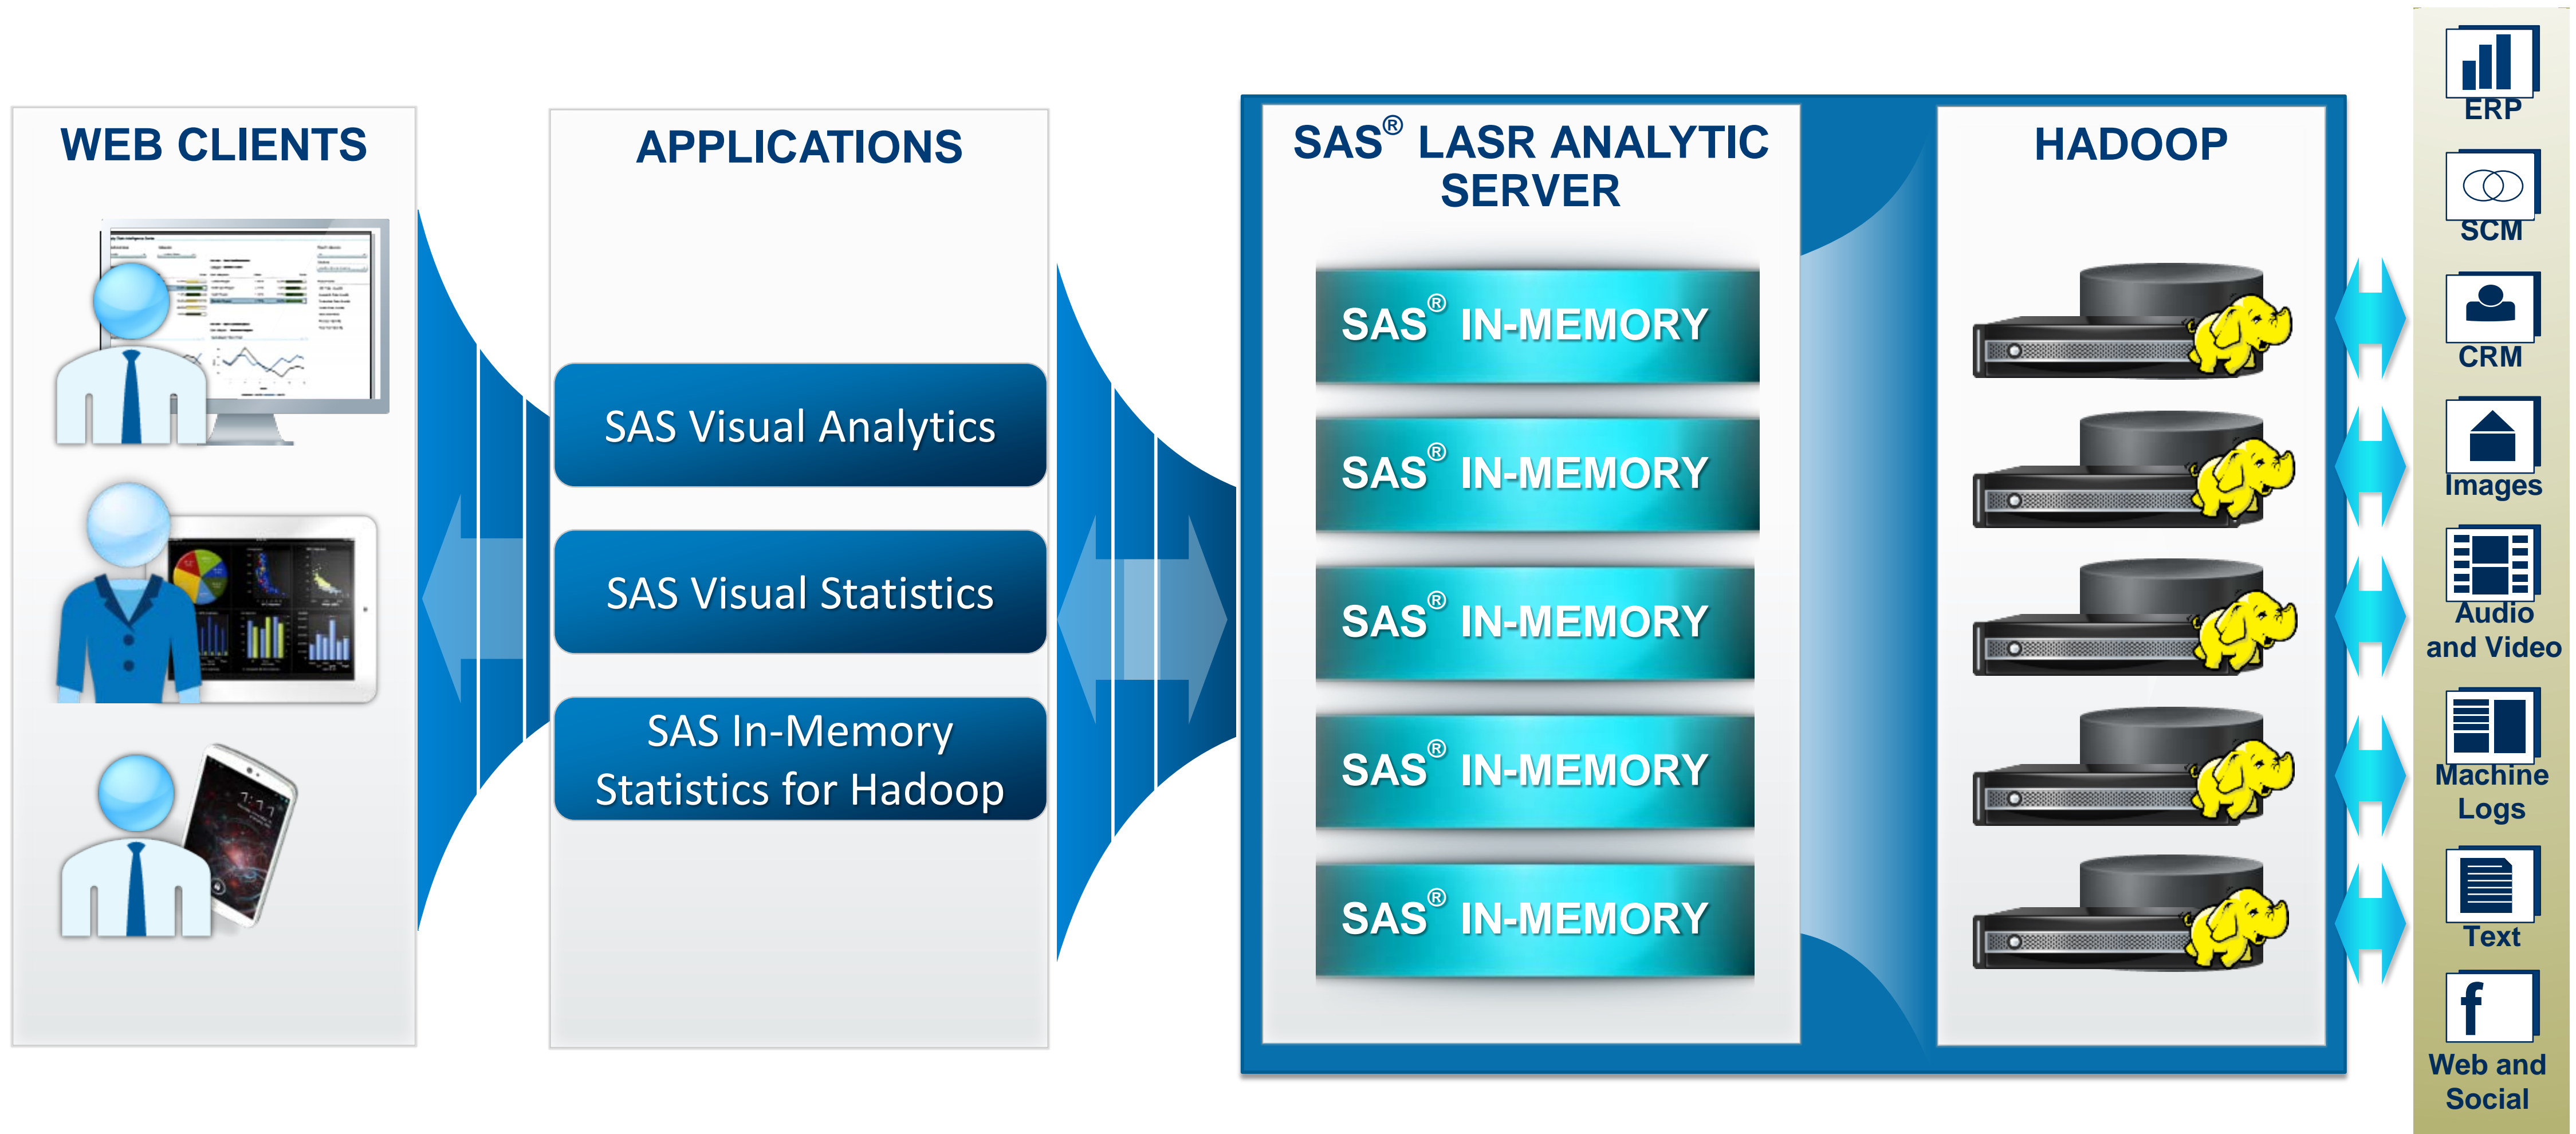 WEB CLIENTS
APPLICATIONS
SAS Visual Analytics
SAS Visual Statistics
SAS In-Memory
Statistics for Hadoop
SAS® LASR ANALYTIC
SERVER
SAS® IN-MEMORY
SAS® IN-MEMORY
SAS® IN-MEMORY
SAS® IN-MEMORY
SAS® IN-MEMORY
HADOOP
ERP
SCM
CRM
Images
Audio
and Video
Machine
Logs
Text
f
Web and
Social
1:11